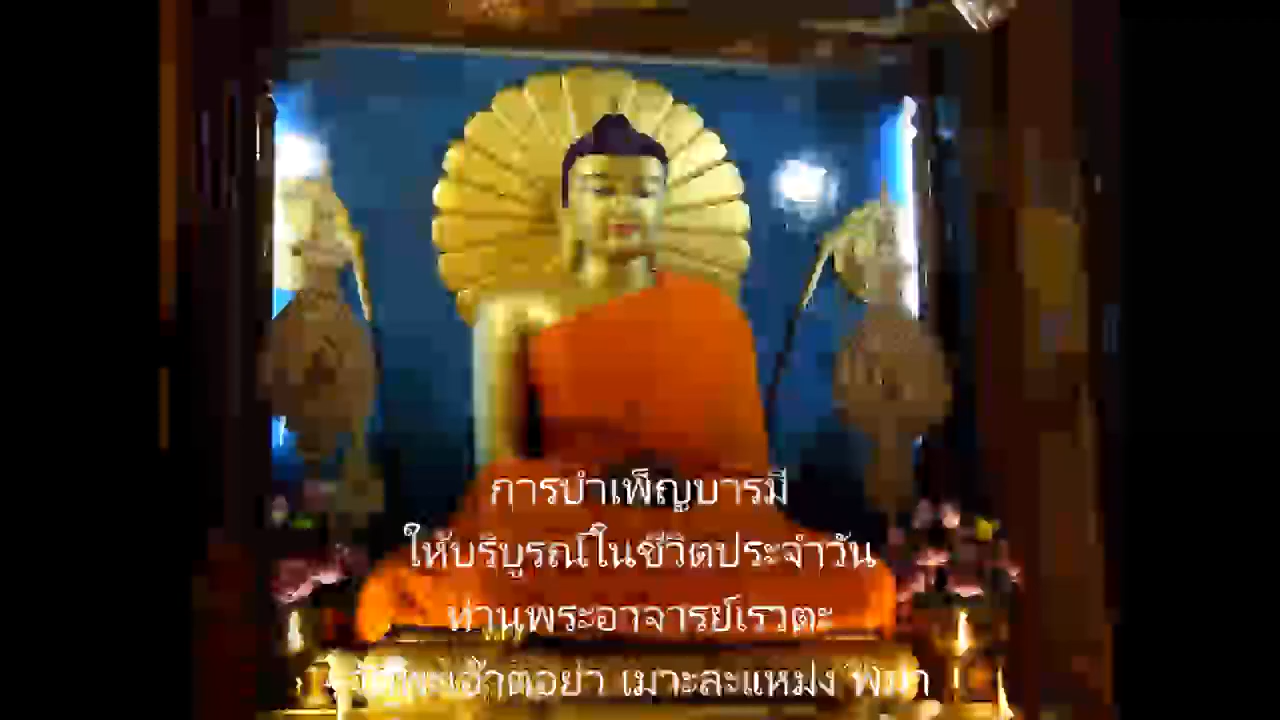 การบำเพ็ญบารมี
ให้บริบูรณ์ในชีวิตประจำวัน
ท่านพระอาจารย์เรวตะ
เมาะละแหม่ง พม่า